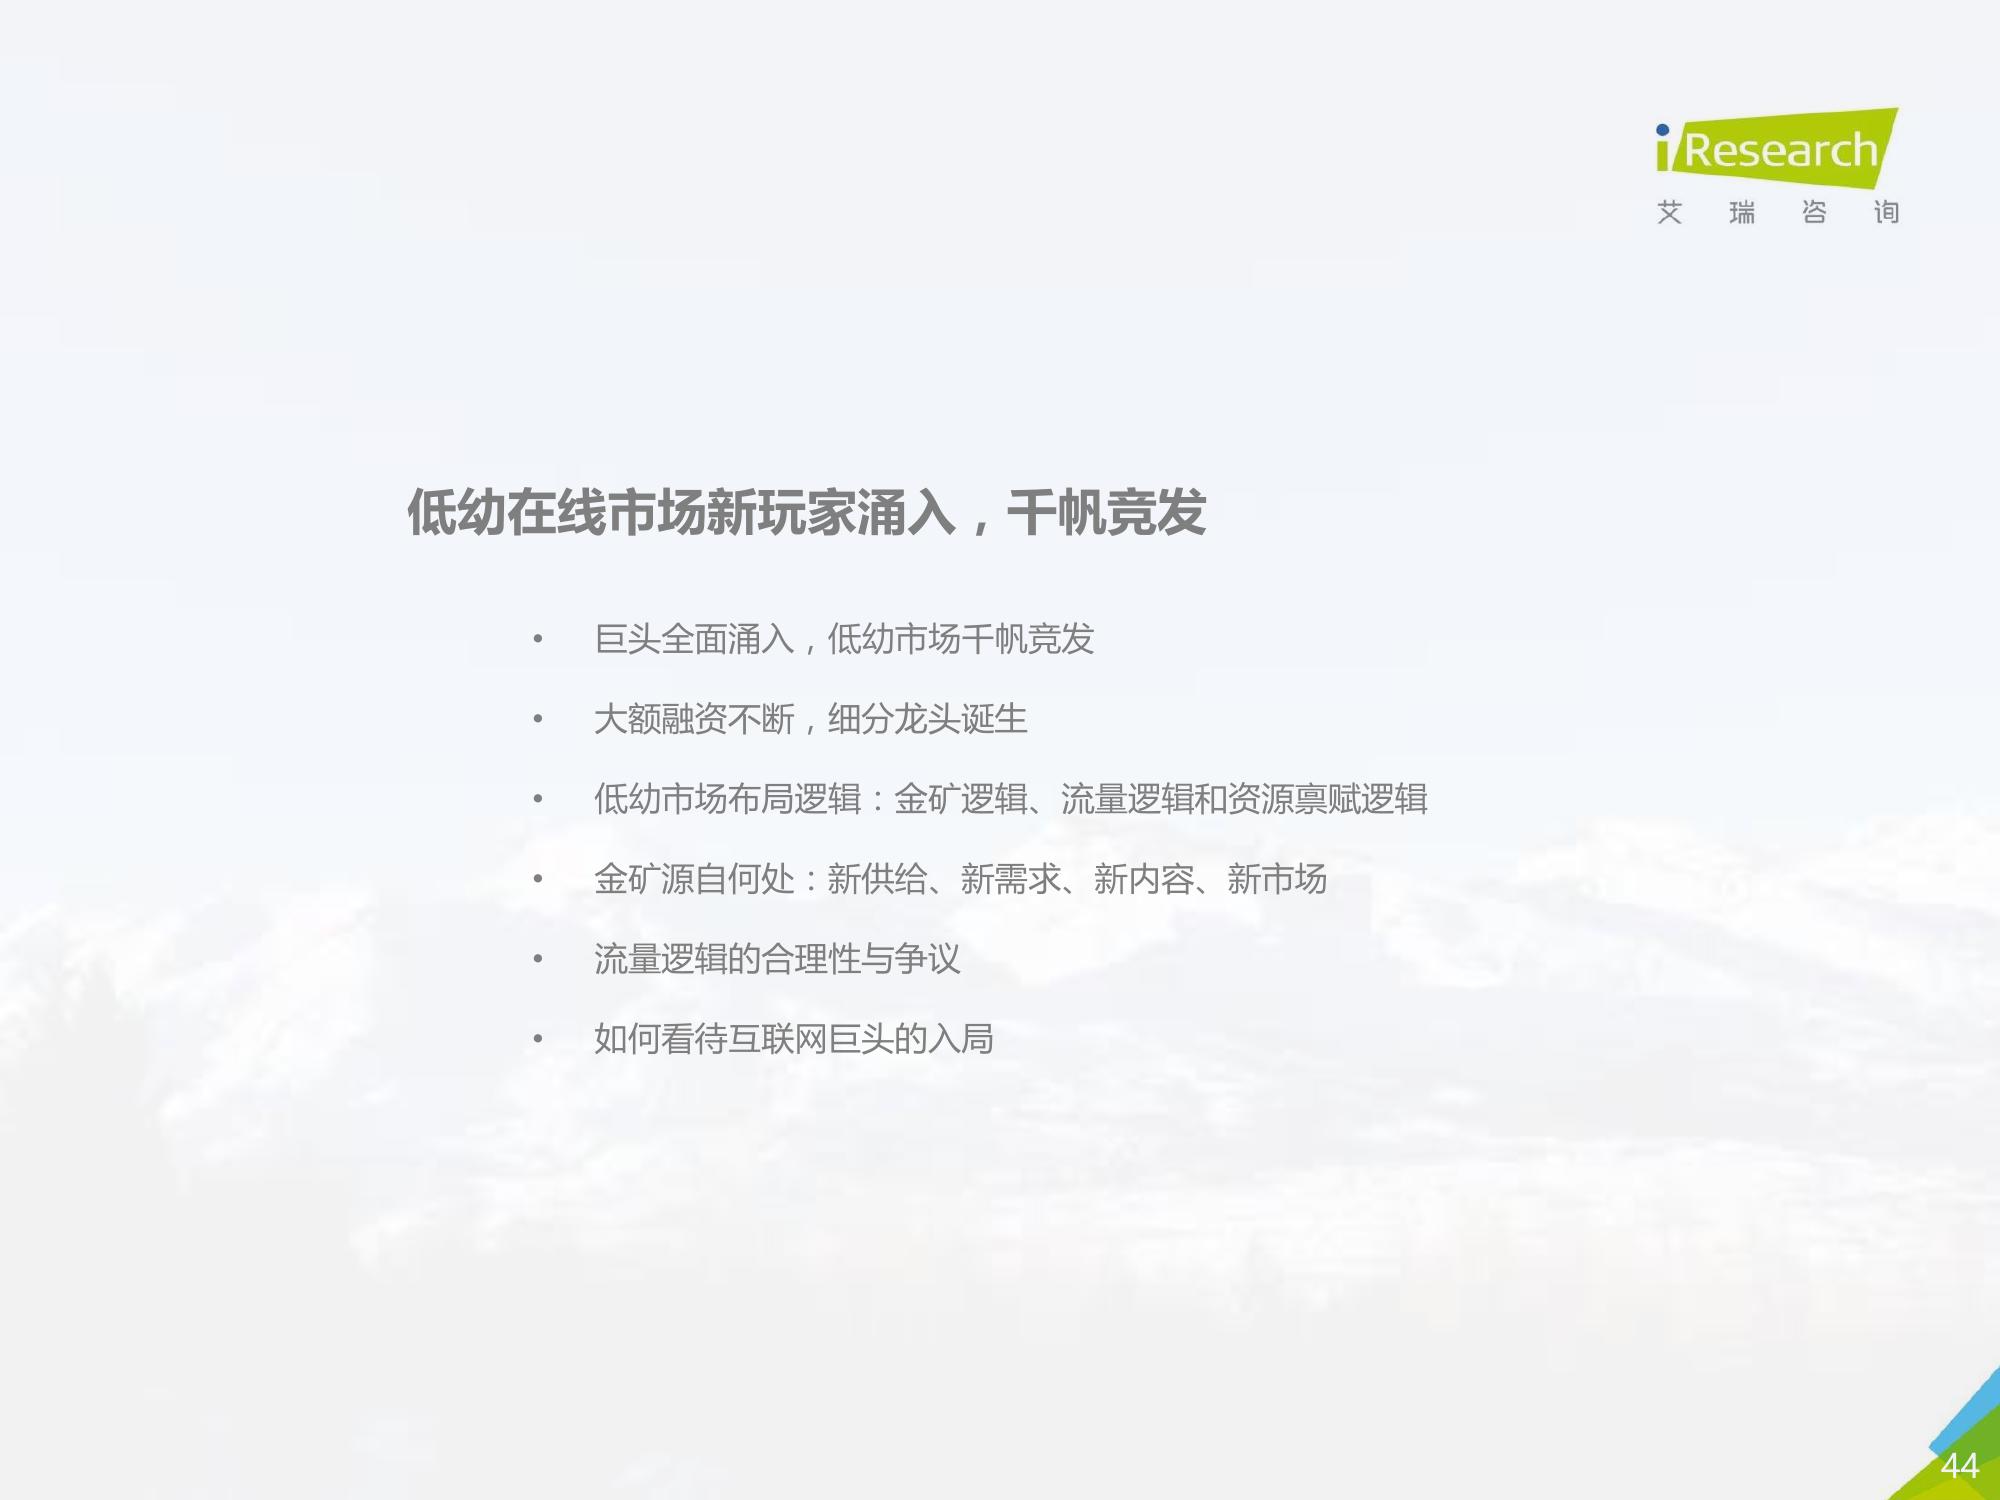 iResearch
艾瑞咨询
低幼在线市场新玩家涌入，千帆竞发
• 巨头全面涌入，低幼市场千帆竞发
• 大额融资不断，细分龙头诞生
• 低幼市场布局逻辑：金矿逻辑、流量逻辑和资源禀赋逻辑
• 金矿源自何处：新供给、新需求、新内容、新市场
• 流量逻辑的合理性与争议
• 如何看待互联网巨头的入局
44